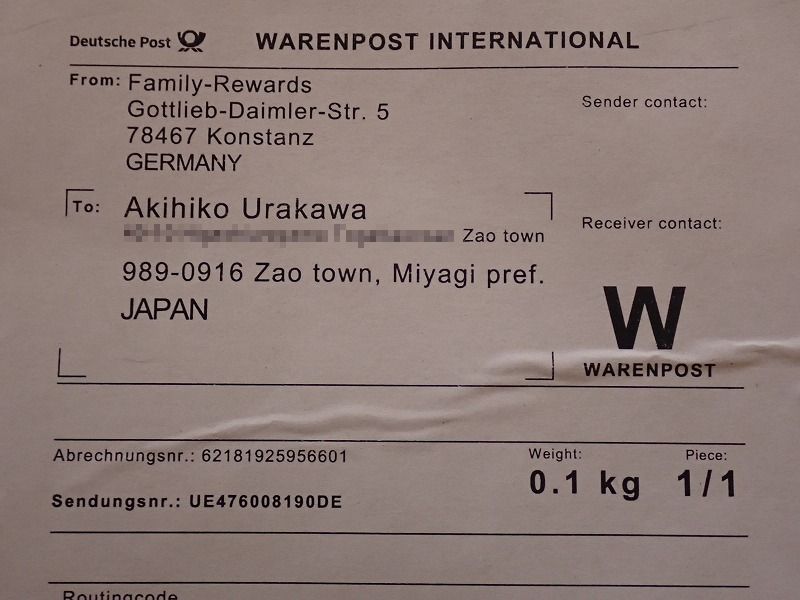 Deutsche Post WARENPOST INTERNATIONAL
From: Family-Rewards
Gottlieb-Daimler-Str. 5
78467 Konstanz
GERMANY
Sender contact:
To: Akihiko Urakawa
Zao town
989-0916 Zao town, Miyagi pref.
JAPAN
Receiver contact:
W
WARENPOST
Abrechnungsnr.: 62181925956601
Sendungsnr.: UE476008190DE
Weight:
0.1 kg
Piece:
1/1
Routingcode